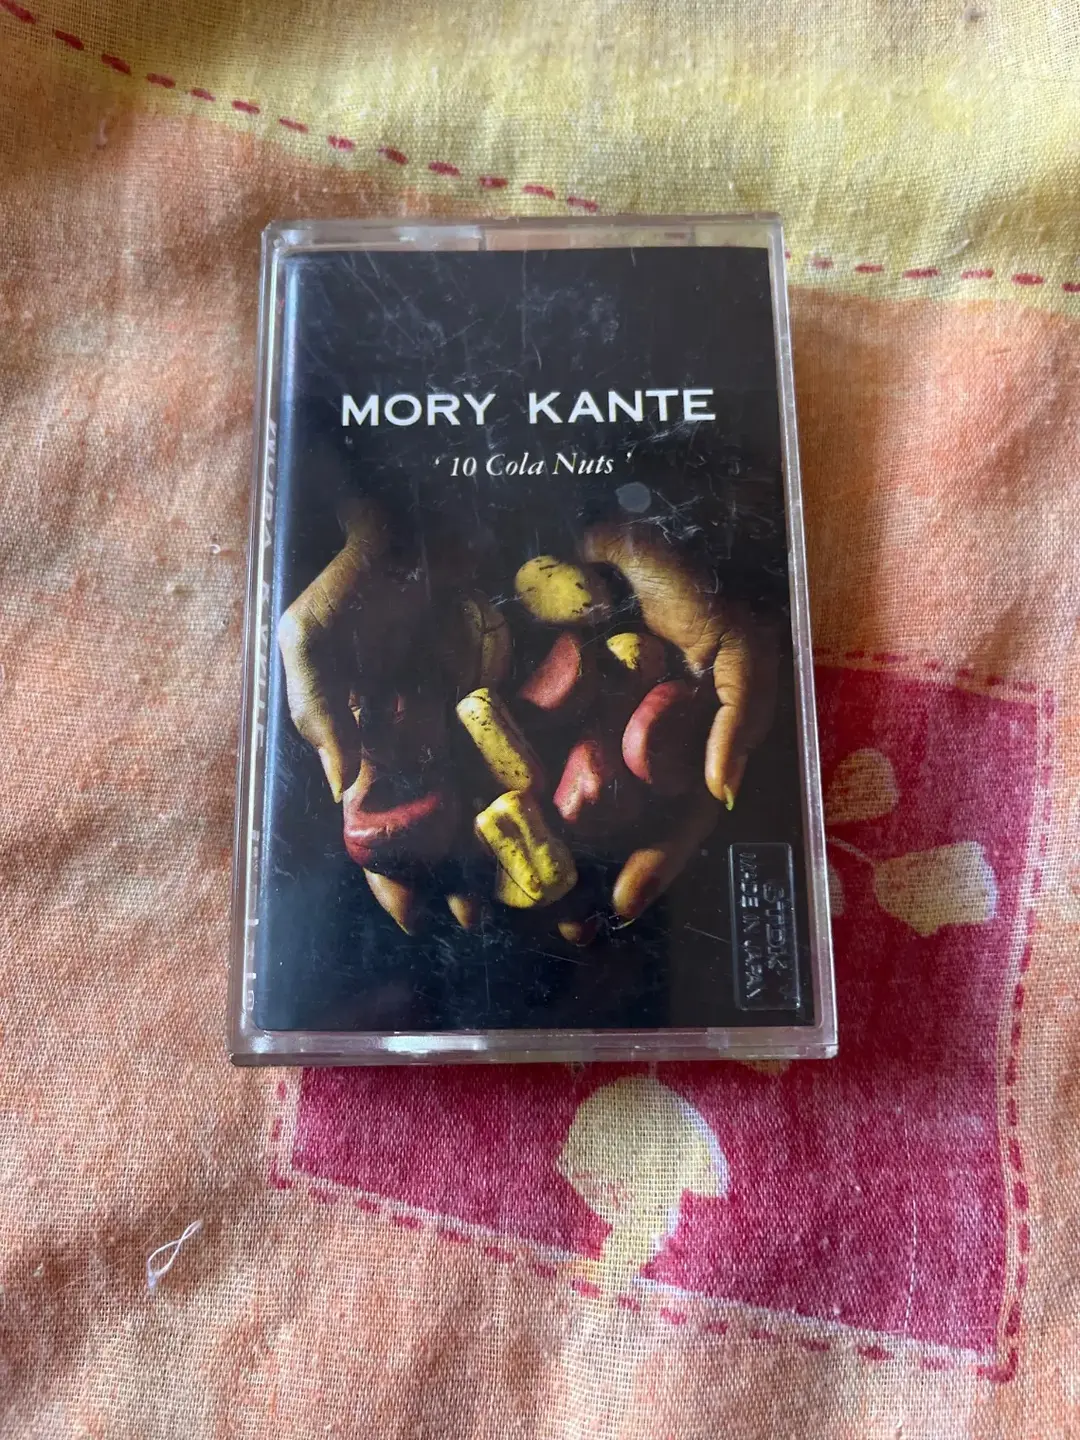 MORY KANTE
‘ 10 Cola Nuts ’
TDK
MADE IN JAPAN